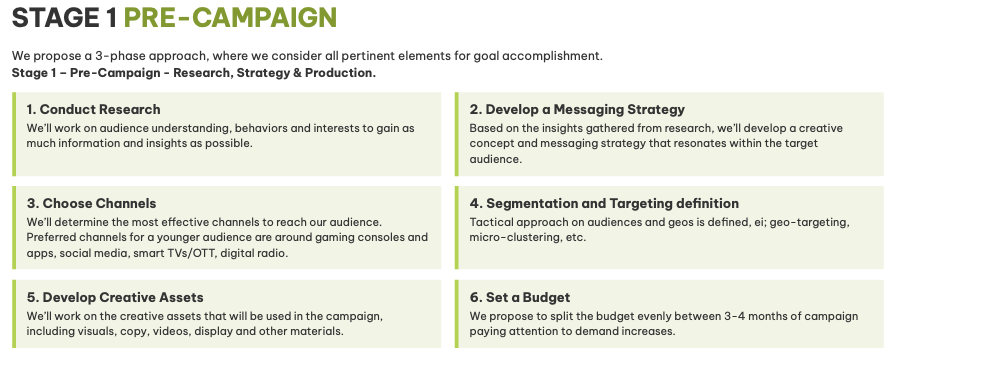 STAGE 1 PRE-CAMPAIGN
We propose a 3-phase approach, where we consider all pertinent elements for goal accomplishment.
Stage 1 – Pre-Campaign - Research, Strategy & Production.
1. Conduct Research
We'll work on audience understanding, behaviors and interests to gain as
much information and insights as possible.
2. Develop a Messaging Strategy
Based on the insights gathered from research, we'll develop a creative
concept and messaging strategy that resonates within the target
audience.
3. Choose Channels
We'll determine the most effective channels to reach our audience.
Preferred channels for a younger audience are around gaming consoles and
apps, social media, smart TVs/OTT, digital radio.
4. Segmentation and Targeting definition
Tactical approach on audiences and geos is defined, ei; geo-targeting,
micro-clustering, etc.
5. Develop Creative Assets
We'll work on the creative assets that will be used in the campaign,
including visuals, copy, videos, display and other materials.
6. Set a Budget
We propose to split the budget evenly between 3-4 months of campaign
paying attention to demand increases.